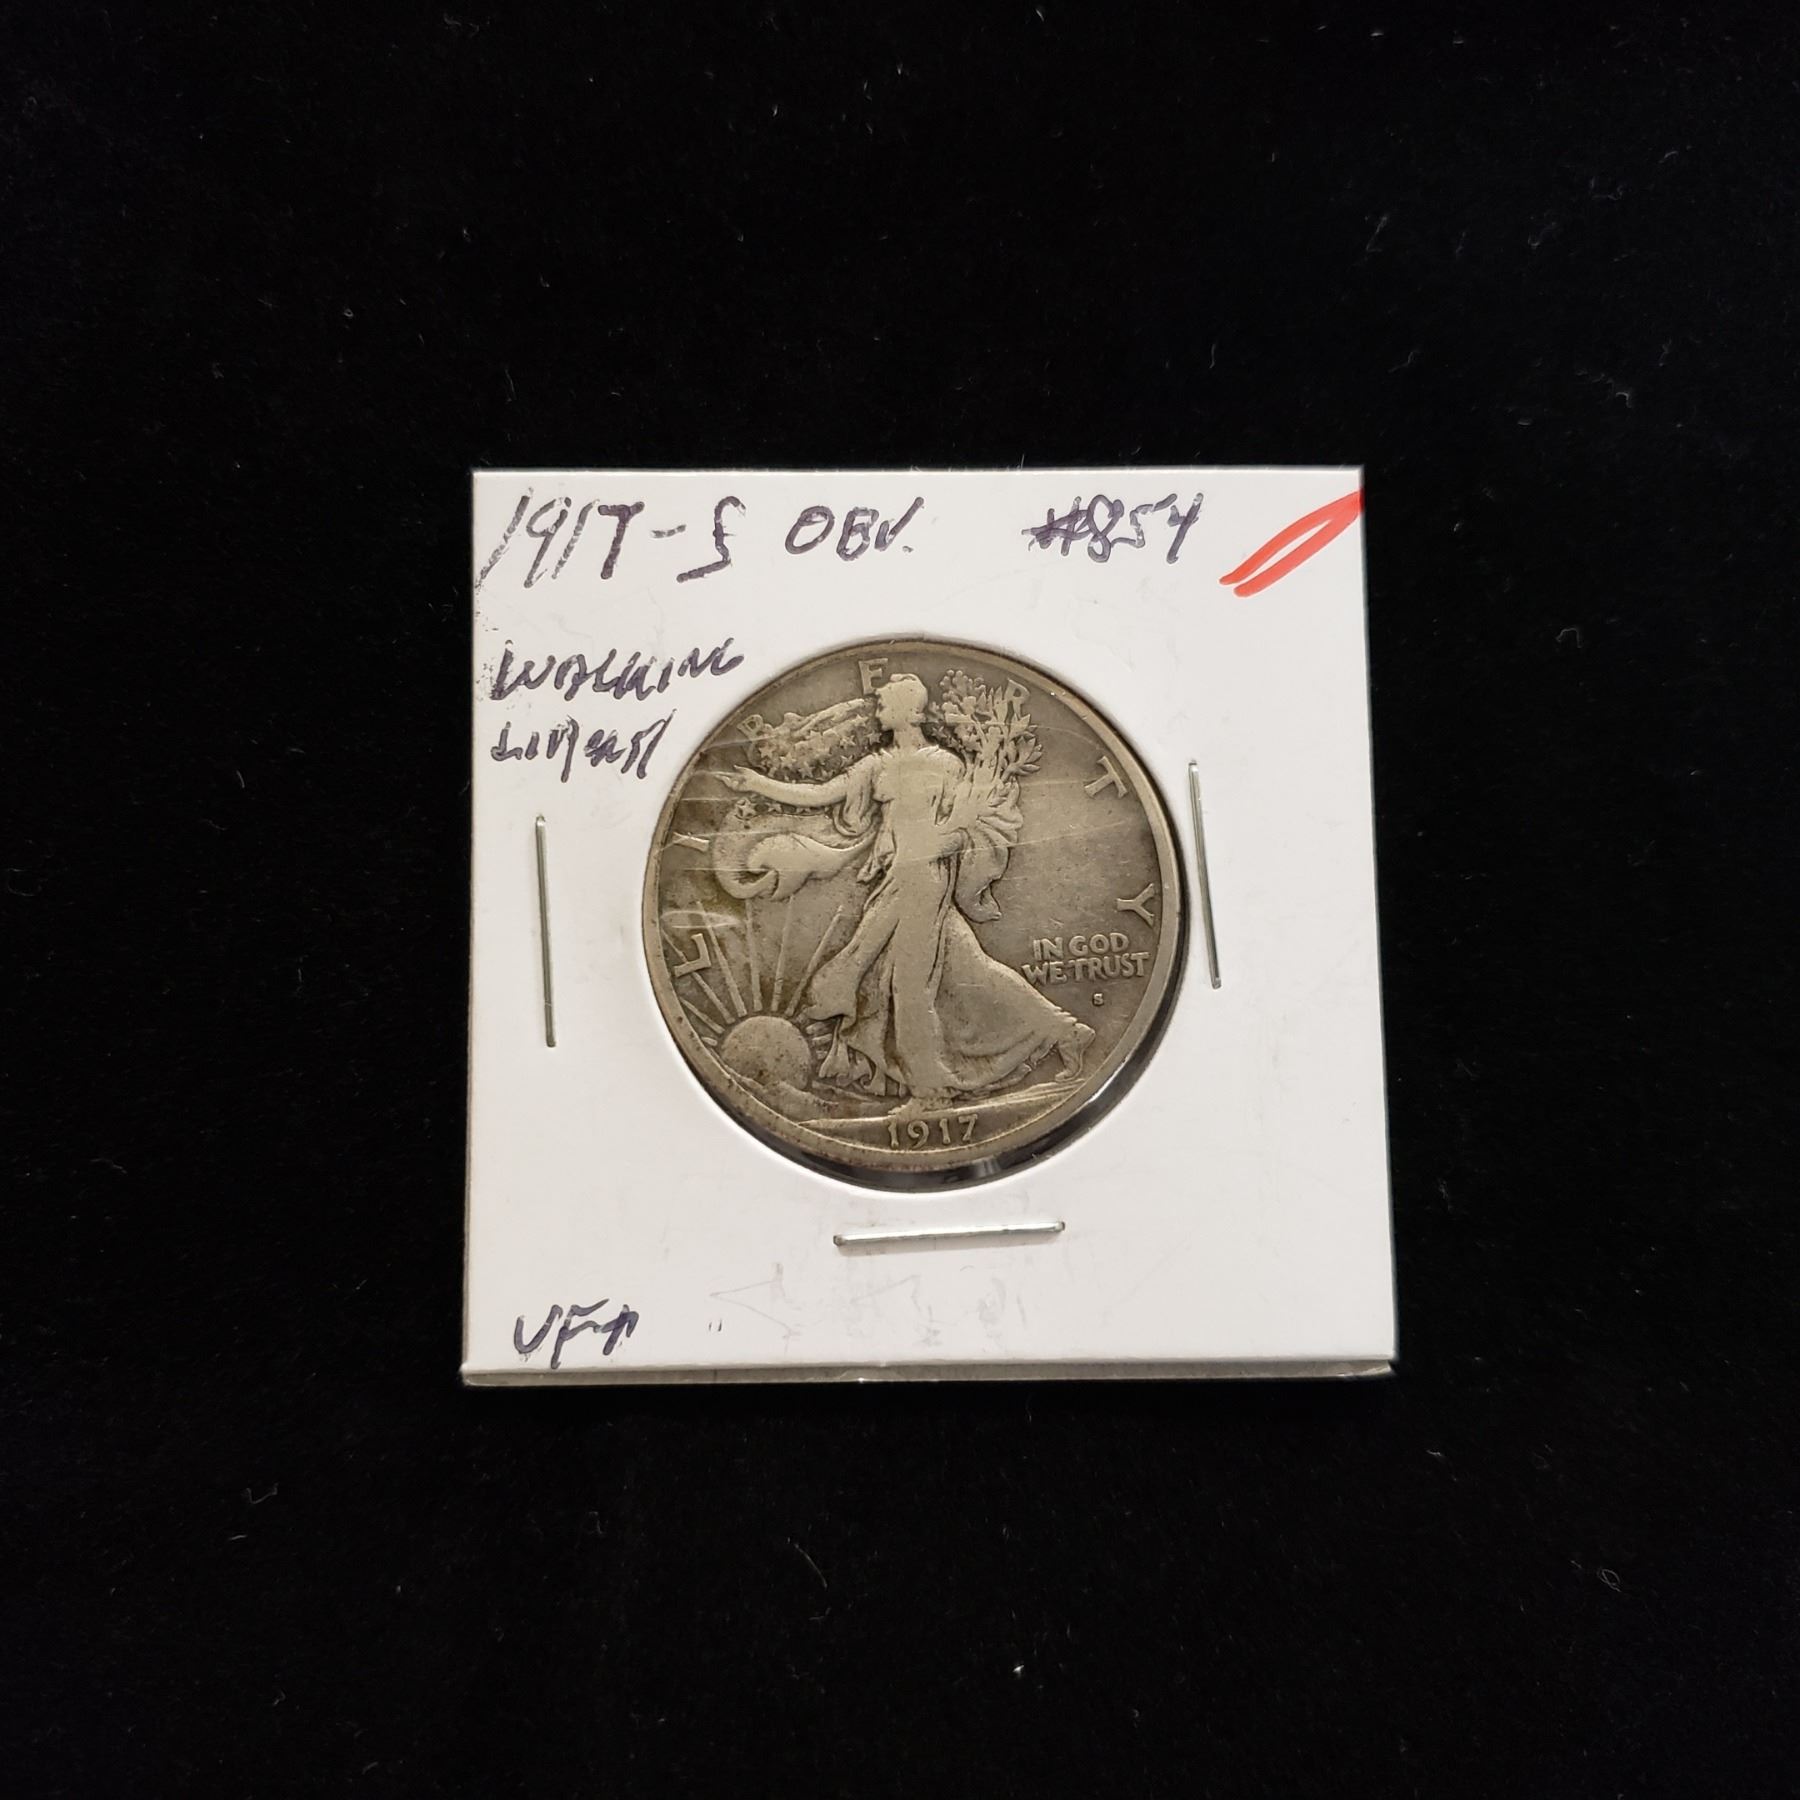 1917-S OBV. #854
WALKING
LIBERTY
LIBERTY
IN GOD
WE TRUST
S
1917
VF+